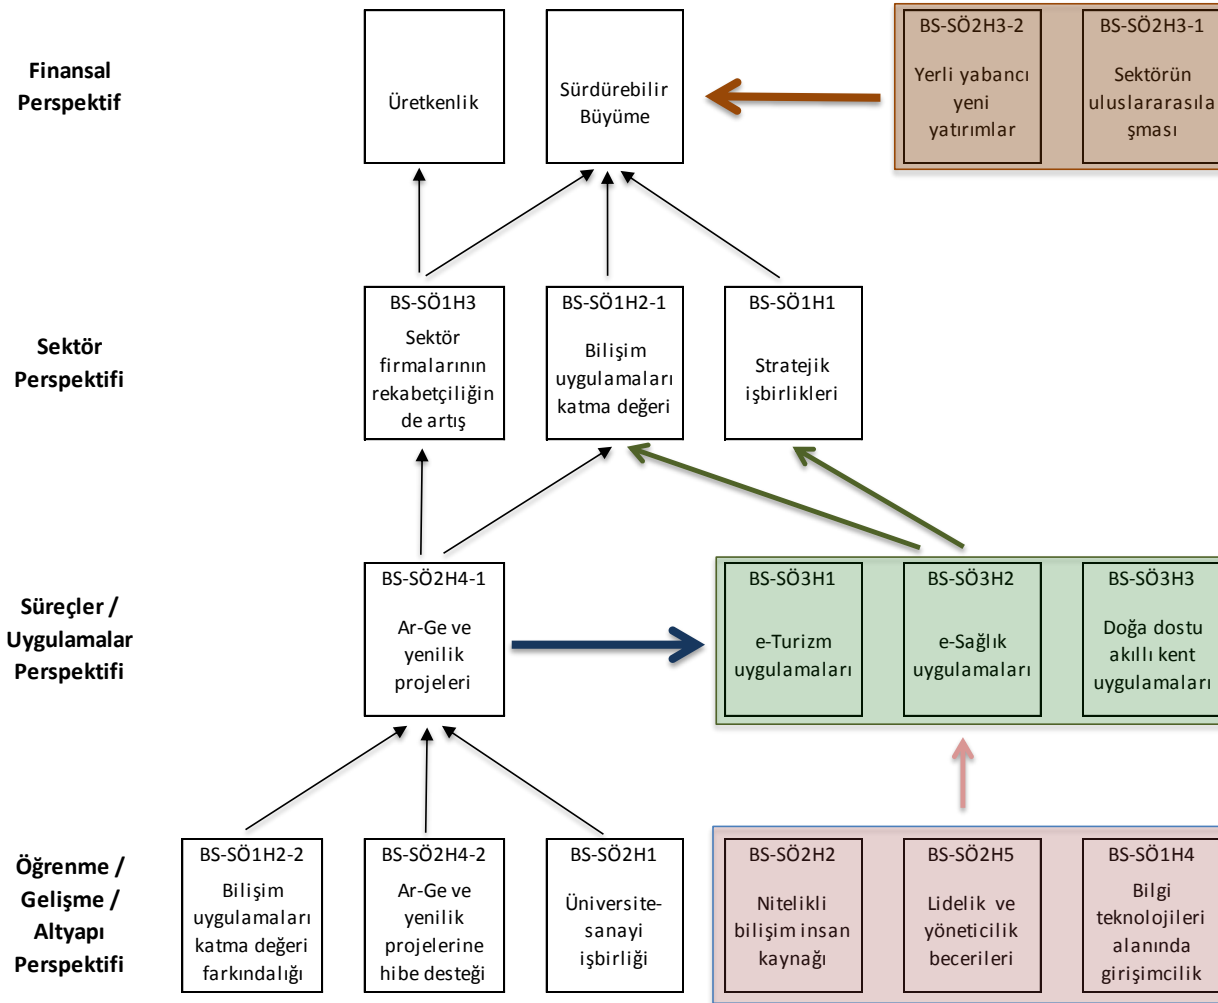 Finansal
Perspektif
Üretkenlik
Sürdürebilir
Büyüme
BS-SÖ2H3-2
Yerli yabancı
yeni
yatırımlar
BS-SÖ2H3-1
Sektörün
uluslararasıla
şması
Sektör
Perspektifi
BS-SÖ1H3
Sektör
firmalarının
rekabetçiliğin
de artış
BS-SÖ1H2-1
Bilişim
uygulamaları
katma değeri
BS-SÖ1H1
Stratejik
işbirlikleri
Süreçler /
Uygulamalar
Perspektifi
BS-SÖ2H4-1
Ar-Ge ve
yenilik
projeleri
BS-SÖ3H1
e-Turizm
uygulamaları
BS-SÖ3H2
e-Sağlık
uygulamaları
BS-SÖ3H3
Doğa dostu
akıllı kent
uygulamaları
Öğrenme /
Gelişme /
Altyapı
Perspektifi
BS-SÖ1H2-2
Bilişim
uygulamaları
katma değeri
farkındalığı
BS-SÖ2H4-2
Ar-Ge ve
yenilik
projelerine
hibe desteği
BS-SÖ2H1
Üniversite-
sanayi
işbirliği
BS-SÖ2H2
Nitelikli
bilişim insan
kaynağı
BS-SÖ2H5
Lidelik ve
yöneticilik
becerileri
BS-SÖ1H4
Bilgi
teknolojileri
alanında
girişimcilik